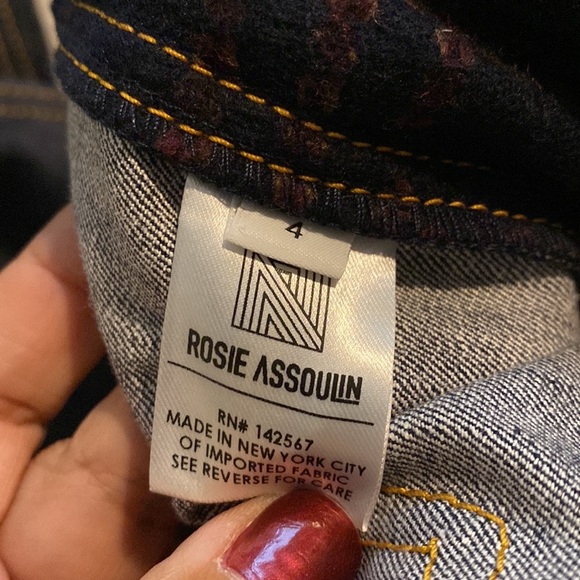 4
ROSIE ASSOULIN
RN# 142567
MADE IN NEW YORK CITY
OF IMPORTED FABRIC
SEE REVERSE FOR CARE